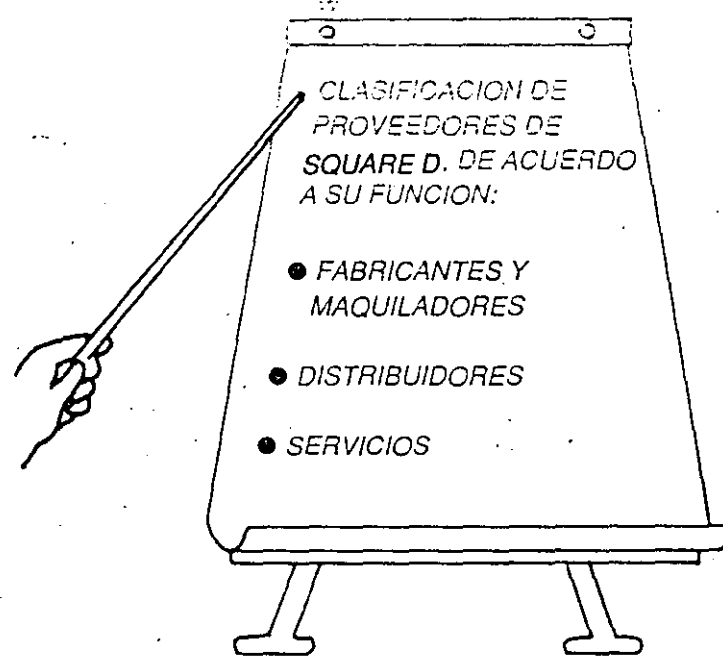 CLASIFICACION DE
PROVEEDORES DE
SQUARE D. DE ACUERDO
A SU FUNCION:
● FABRICANTES Y
MAQUILADORES
● DISTRIBUIDORES
● SERVICIOS